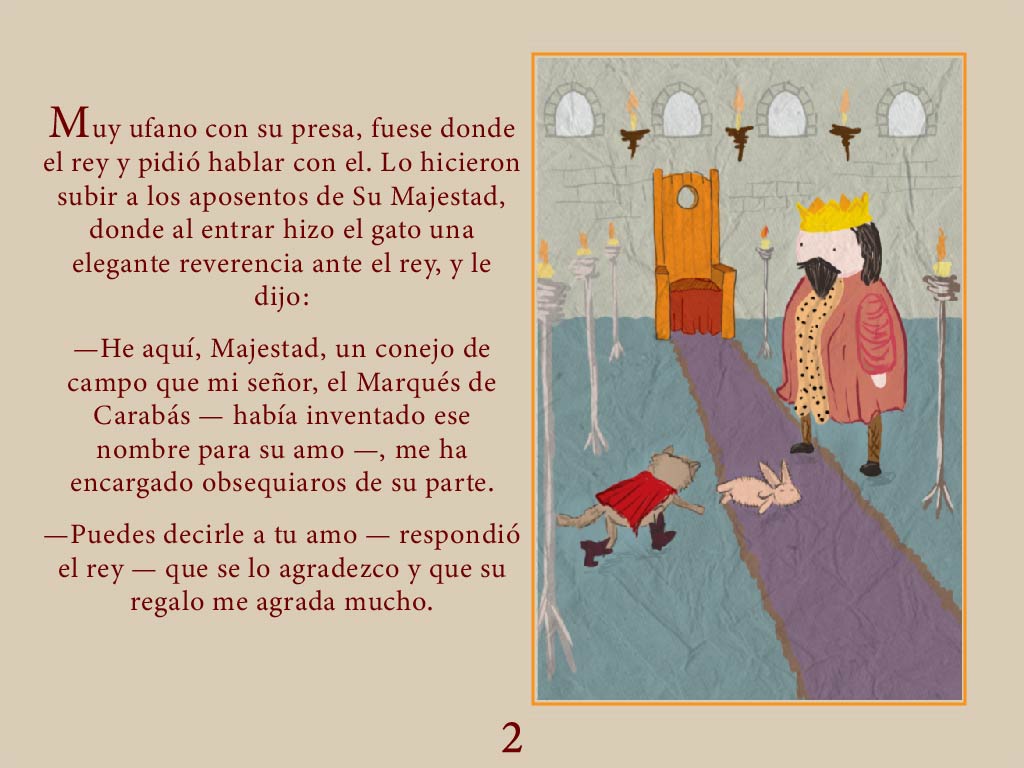 Muy ufano con su presa, fuese donde
el rey y pidió hablar con el. Lo hicieron
subir a los aposentos de Su Majestad,
donde al entrar hizo el gato una
elegante reverencia ante el rey, y le
dijo:
—He aquí, Majestad, un conejo de
campo que mi señor, el Marqués de
Carabás — había inventado ese
nombre para su amo —, me ha
encargado obsequiaros de su parte.
—Puedes decirle a tu amo — respondió
el rey — que se lo agradezco y que su
regalo me agrada mucho.
2